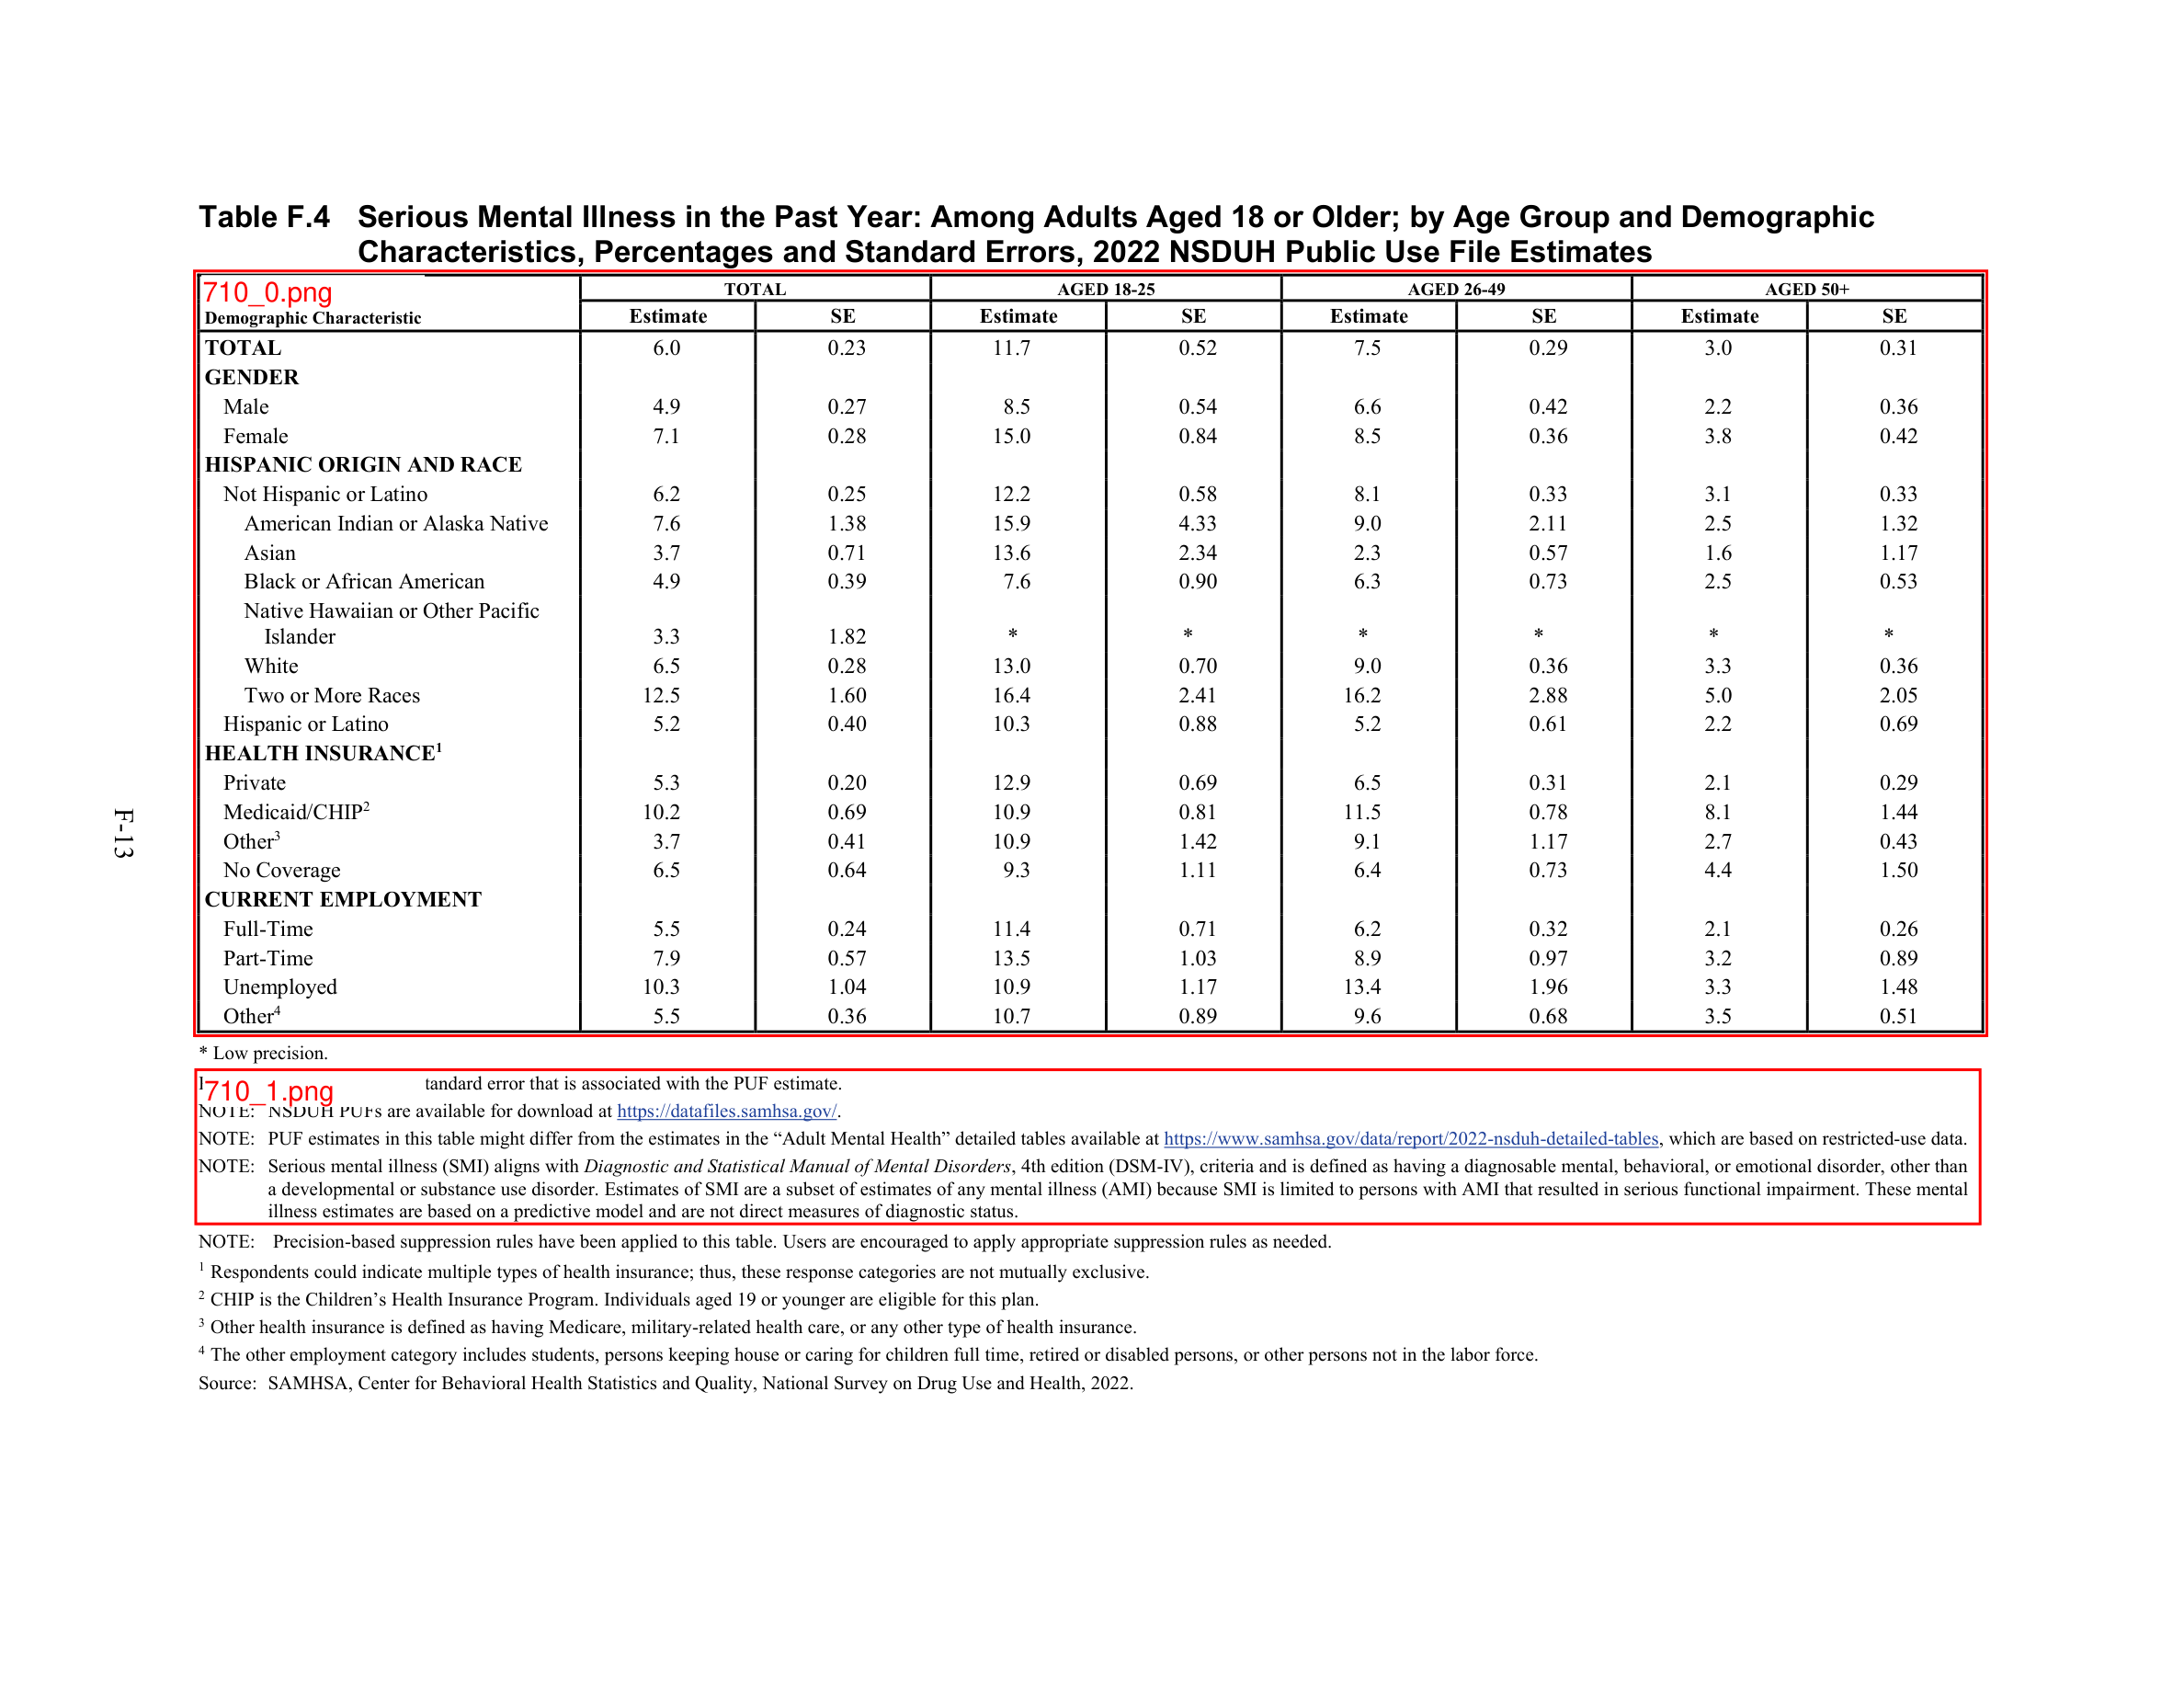 Table F.4 Serious Mental Illness in the Past Year: Among Adults Aged 18 or Older; by Age Group and Demographic
Characteristics, Percentages and Standard Errors, 2022 NSDUH Public Use File Estimates
710_0.png
TOTAL AGED 18-25 AGED 26-49 AGED 50+
Demographic Characteristic Estimate SE Estimate SE Estimate SE Estimate SE
TOTAL 6.0 0.23 11.7 0.52 7.5 0.29 3.0 0.31
GENDER
Male 4.9 0.27 8.5 0.54 6.6 0.42 2.2 0.36
Female 7.1 0.28 15.0 0.84 8.5 0.36 3.8 0.42
HISPANIC ORIGIN AND RACE
Not Hispanic or Latino 6.2 0.25 12.2 0.58 8.1 0.33 3.1 0.33
American Indian or Alaska Native 7.6 1.38 15.9 4.33 9.0 2.11 2.5 1.32
Asian 3.7 0.71 13.6 2.34 2.3 0.57 1.6 1.17
Black or African American 4.9 0.39 7.6 0.90 6.3 0.73 2.5 0.53
Native Hawaiian or Other Pacific
Islander 3.3 1.82 * * * * * *
White 6.5 0.28 13.0 0.70 9.0 0.36 3.3 0.36
Two or More Races 12.5 1.60 16.4 2.41 16.2 2.88 5.0 2.05
Hispanic or Latino 5.2 0.40 10.3 0.88 5.2 0.61 2.2 0.69
HEALTH INSURANCE¹
Private 5.3 0.20 12.9 0.69 6.5 0.31 2.1 0.29
Medicaid/CHIP² 10.2 0.69 10.9 0.81 11.5 0.78 8.1 1.44
Other³ 3.7 0.41 10.9 1.42 9.1 1.17 2.7 0.43
No Coverage 6.5 0.64 9.3 1.11 6.4 0.73 4.4 1.50
CURRENT EMPLOYMENT
Full-Time 5.5 0.24 11.4 0.71 6.2 0.32 2.1 0.26
Part-Time 7.9 0.57 13.5 1.03 8.9 0.97 3.2 0.89
Unemployed 10.3 1.04 10.9 1.17 13.4 1.96 3.3 1.48
Other⁴ 5.5 0.36 10.7 0.89 9.6 0.68 3.5 0.51
F-13
* Low precision.
710_1.png tandard error that is associated with the PUF estimate.
NOTE: NSDUH PUFs are available for download at https://datafiles.samhsa.gov/.
NOTE: PUF estimates in this table might differ from the estimates in the “Adult Mental Health” detailed tables available at https://www.samhsa.gov/data/report/2022-nsduh-detailed-tables, which are based on restricted-use data.
NOTE: Serious mental illness (SMI) aligns with Diagnostic and Statistical Manual of Mental Disorders, 4th edition (DSM-IV), criteria and is defined as having a diagnosable mental, behavioral, or emotional disorder, other than
a developmental or substance use disorder. Estimates of SMI are a subset of estimates of any mental illness (AMI) because SMI is limited to persons with AMI that resulted in serious functional impairment. These mental
illness estimates are based on a predictive model and are not direct measures of diagnostic status.
NOTE: Precision-based suppression rules have been applied to this table. Users are encouraged to apply appropriate suppression rules as needed.
¹ Respondents could indicate multiple types of health insurance; thus, these response categories are not mutually exclusive.
² CHIP is the Children’s Health Insurance Program. Individuals aged 19 or younger are eligible for this plan.
³ Other health insurance is defined as having Medicare, military-related health care, or any other type of health insurance.
⁴ The other employment category includes students, persons keeping house or caring for children full time, retired or disabled persons, or other persons not in the labor force.
Source: SAMHSA, Center for Behavioral Health Statistics and Quality, National Survey on Drug Use and Health, 2022.